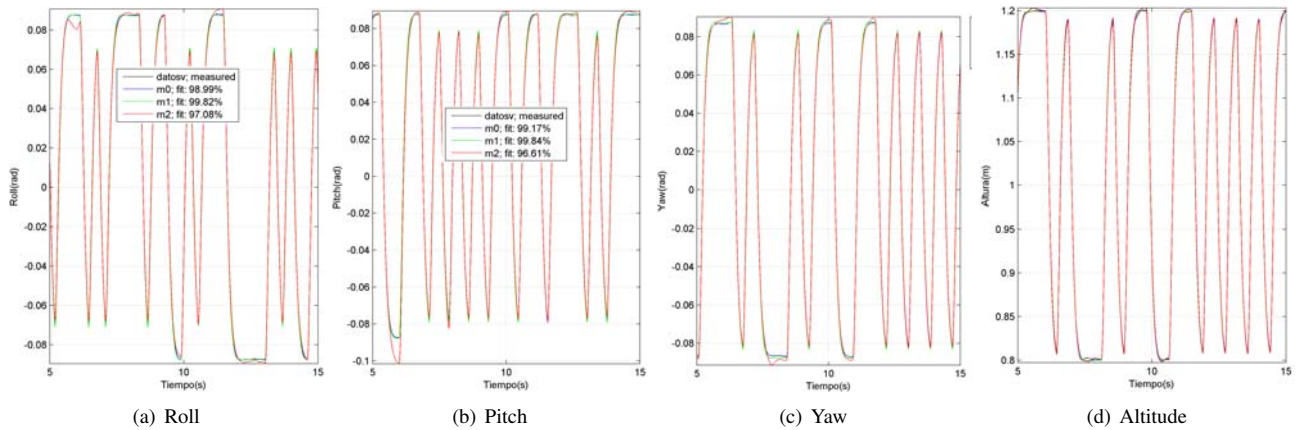 0.08
0.06
0.04
0.02
0
-0.02
-0.04
-0.06
-0.08
Roll(rad)
datosv; measured
m0; fit: 98.99%
m1; fit: 99.82%
m2; fit: 97.08%
5 10 15
Tiempo(s)
(a) Roll
0.08
0.06
0.04
0.02
0
-0.02
-0.04
-0.06
-0.08
-0.1
Pitch(rad)
datosv; measured
m0; fit: 99.17%
m1; fit: 99.84%
m2; fit: 96.61%
5 10 15
Tiempo(s)
(b) Pitch
0.08
0.06
0.04
0.02
0
-0.02
-0.04
-0.06
-0.08
Yaw(rad)
5 10 15
Tiempo(s)
(c) Yaw
1.2
1.15
1.1
1.05
1
0.95
0.9
0.85
0.8
Altura(m)
5 10 15
Tiempo(s)
(d) Altitude